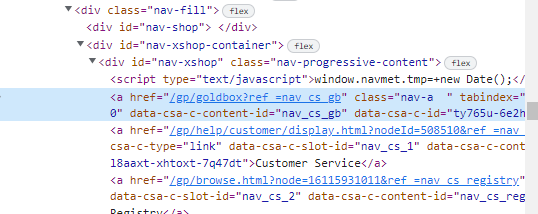 ▼<div class="nav-fill"> flex
<div id="nav-shop"> </div>
▼<div id="nav-xshop-container"> flex
▼<div id="nav-xshop" class="nav-progressive-content"> flex
<script type="text/javascript">window.navmet.tmp=+new Date();</
<a href="/gp/goldbox?ref_=nav_cs_gb" class="nav-a  " tabindex="
0" data-csa-c-content-id="nav_cs_gb" data-csa-c-id="ty765u-6e2h
<a href="/gp/help/customer/display.html?nodeId=508510&ref_=nav_
csa-c-type="link" data-csa-c-slot-id="nav_cs_1" data-csa-c-cont
l8aaxt-xhtoxt-7q47dt">Customer Service</a>
<a href="/gp/browse.html?node=16115931011&ref_=nav_cs_registry"
data-csa-c-slot-id="nav_cs_2" data-csa-c-content-id="nav_cs_reg
Registry</a>